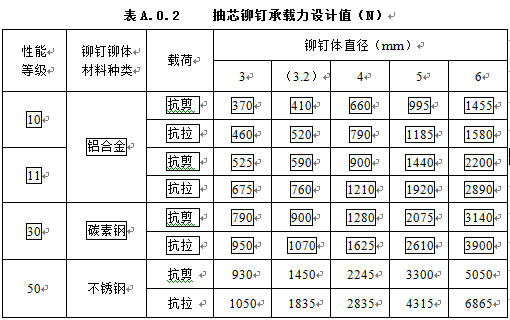 表A.0.2 抽芯铆钉承载力设计值（N）
性能等级 铆钉铆体材料种类 载荷 铆钉体直径（mm）
3 （3.2） 4 5 6
10 铝合金 抗剪 370 410 660 995 1455
抗拉 460 520 790 1185 1580
11 抗剪 525 590 900 1440 2200
抗拉 675 760 1210 1920 2890
30 碳素钢 抗剪 790 900 1280 2075 3140
抗拉 950 1070 1625 2610 3900
50 不锈钢 抗剪 930 1450 2245 3300 5050
抗拉 1050 1835 2835 4315 6865